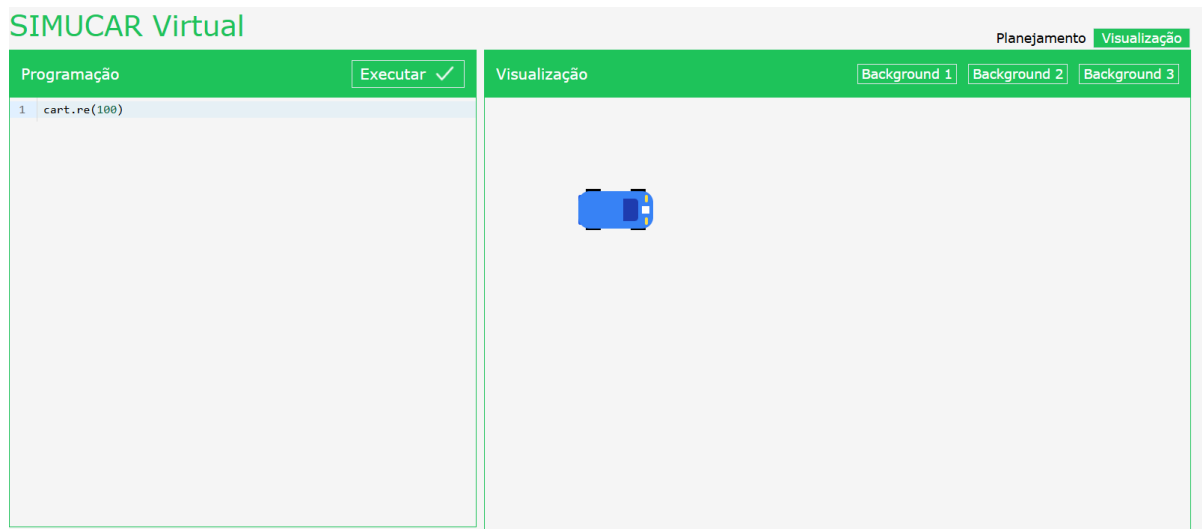 SIMUCAR Virtual
Planejamento Visualização
Programação Executar
Visualização Background 1 Background 2 Background 3
1 cart.re(100)